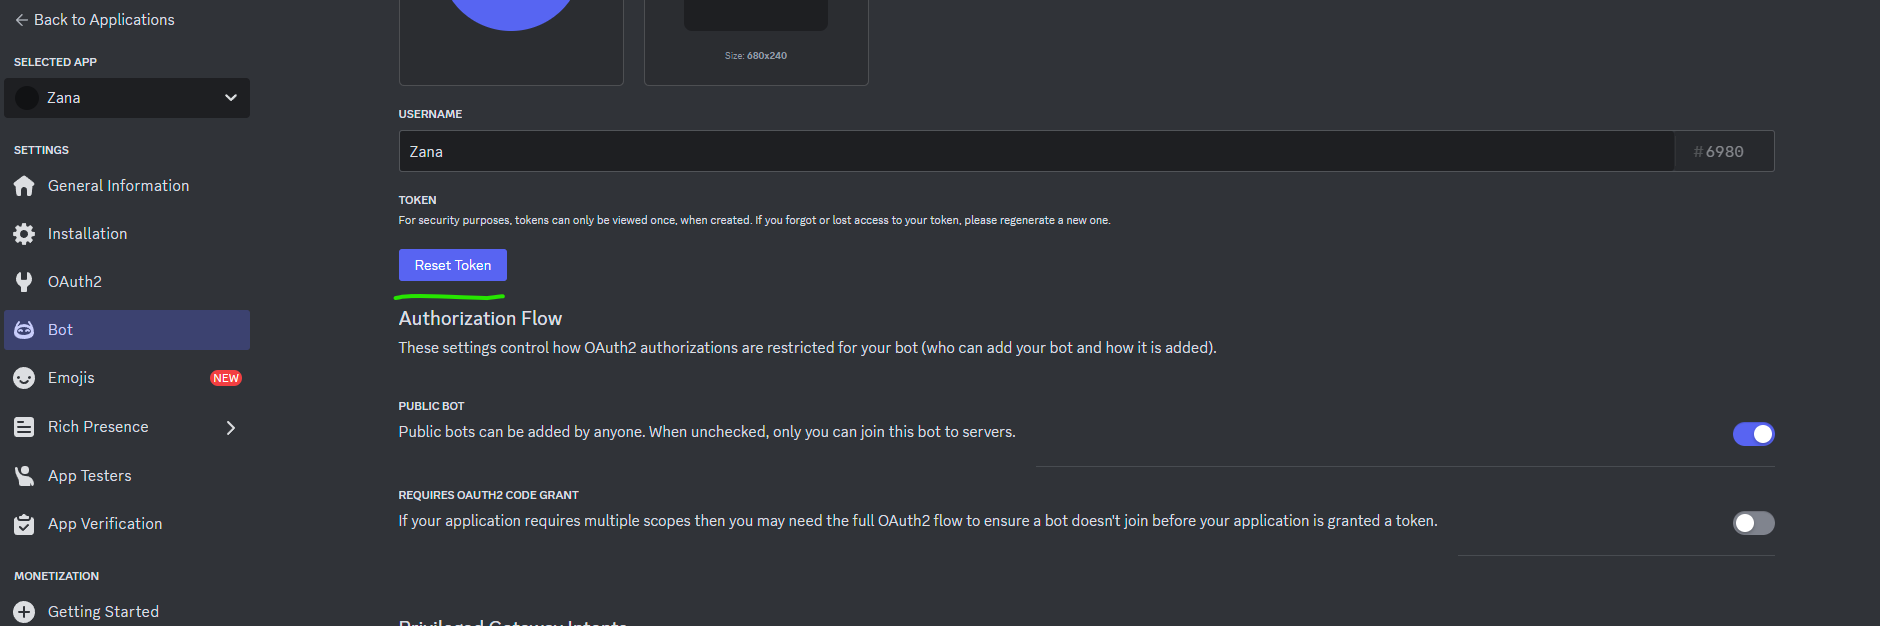 Back to Applications
SELECTED APP
Zana
SETTINGS
General Information
Installation
OAuth2
Bot
Emojis NEW
Rich Presence
App Testers
App Verification
MONETIZATION
Getting Started
Size: 680x240
USERNAME
Zana #6980
TOKEN
For security purposes, tokens can only be viewed once, when created. If you forgot or lost access to your token, please regenerate a new one.
Reset Token
Authorization Flow
These settings control how OAuth2 authorizations are restricted for your bot (who can add your bot and how it is added).
PUBLIC BOT
Public bots can be added by anyone. When unchecked, only you can join this bot to servers.
REQUIRES OAUTH2 CODE GRANT
If your application requires multiple scopes then you may need the full OAuth2 flow to ensure a bot doesn't join before your application is granted a token.
Privileged Gateway Intents